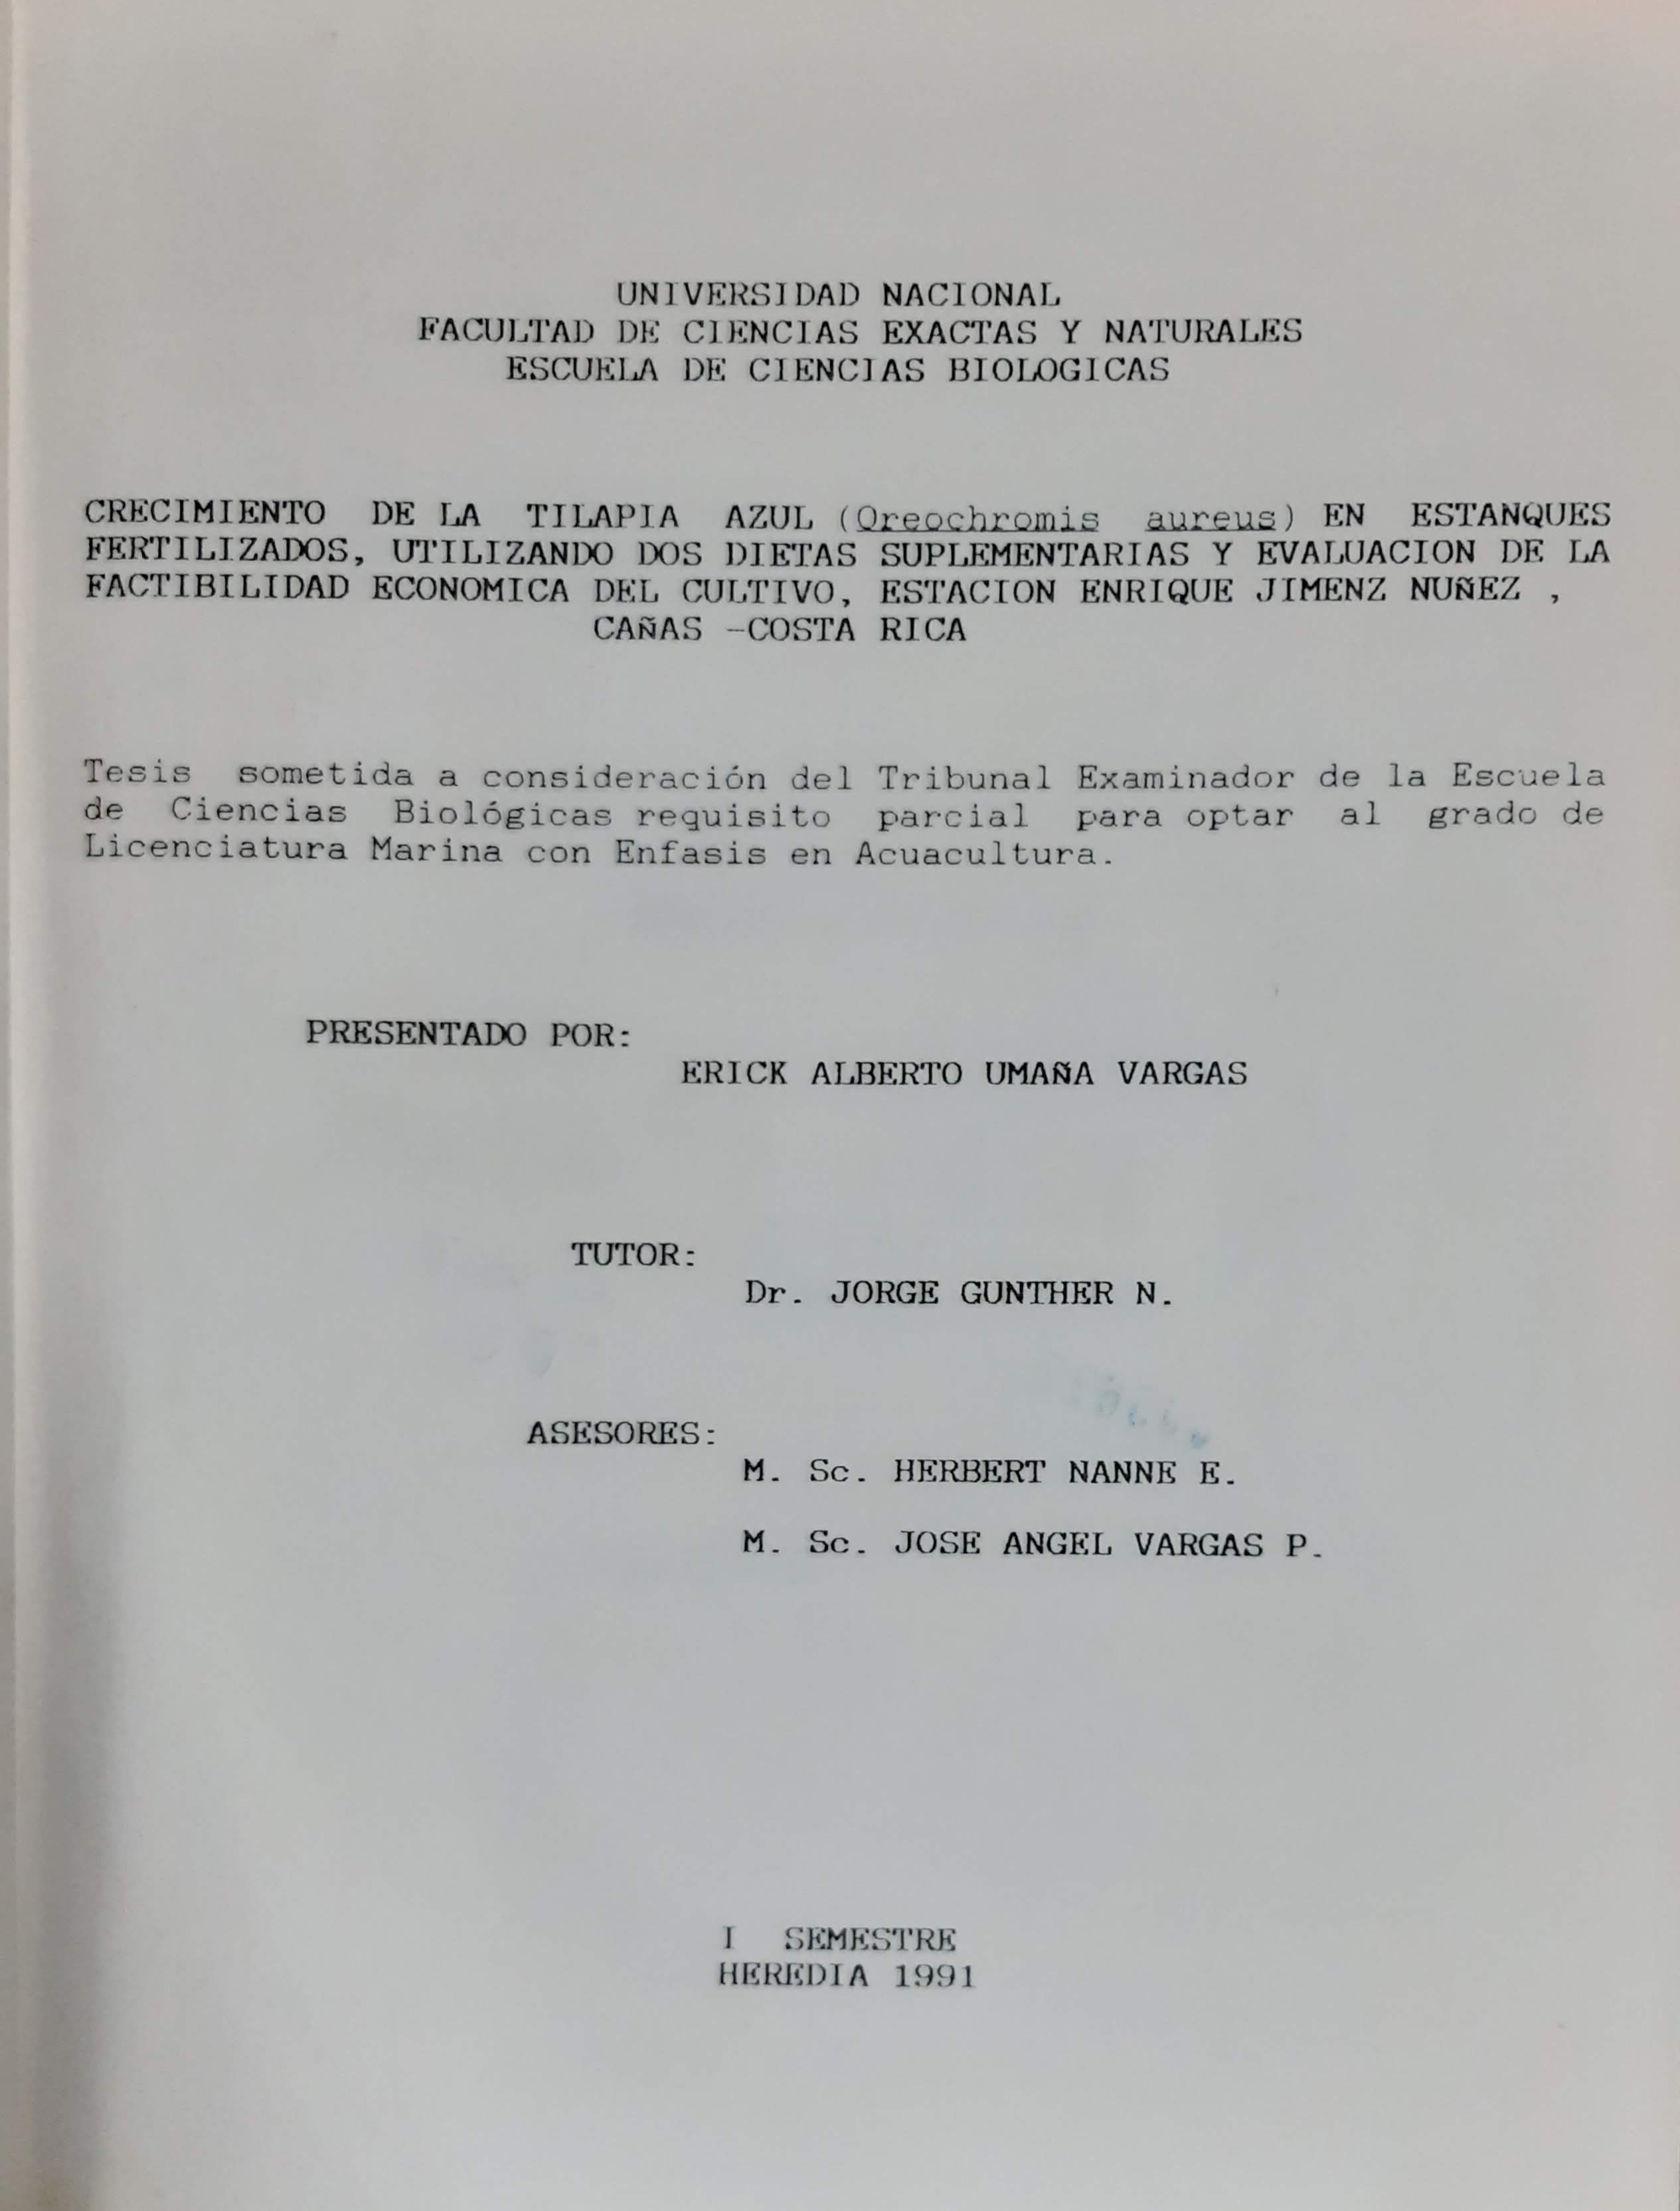 UNIVERSIDAD NACIONAL
FACULTAD DE CIENCIAS EXACTAS Y NATURALES
ESCUELA DE CIENCIAS BIOLOGICAS
CRECIMIENTO DE LA TILAPIA AZUL (Oreochromis aureus) EN ESTANQUES
FERTILIZADOS, UTILIZANDO DOS DIETAS SUPLEMENTARIAS Y EVALUACION DE LA
FACTIBILIDAD ECONOMICA DEL CULTIVO, ESTACION ENRIQUE JIMENZ NUÑEZ ,
CAÑAS -COSTA RICA
Tesis sometida a consideración del Tribunal Examinador de la Escuela
de Ciencias Biológicas requisito parcial para optar al grado de
Licenciatura Marina con Enfasis en Acuacultura.
PRESENTADO POR:
ERICK ALBERTO UMAÑA VARGAS
TUTOR:
Dr. JORGE GUNTHER N.
ASESORES:
M. Sc. HERBERT NANNE E.
M. Sc. JOSE ANGEL VARGAS P.
I SEMESTRE
HEREDIA 1991